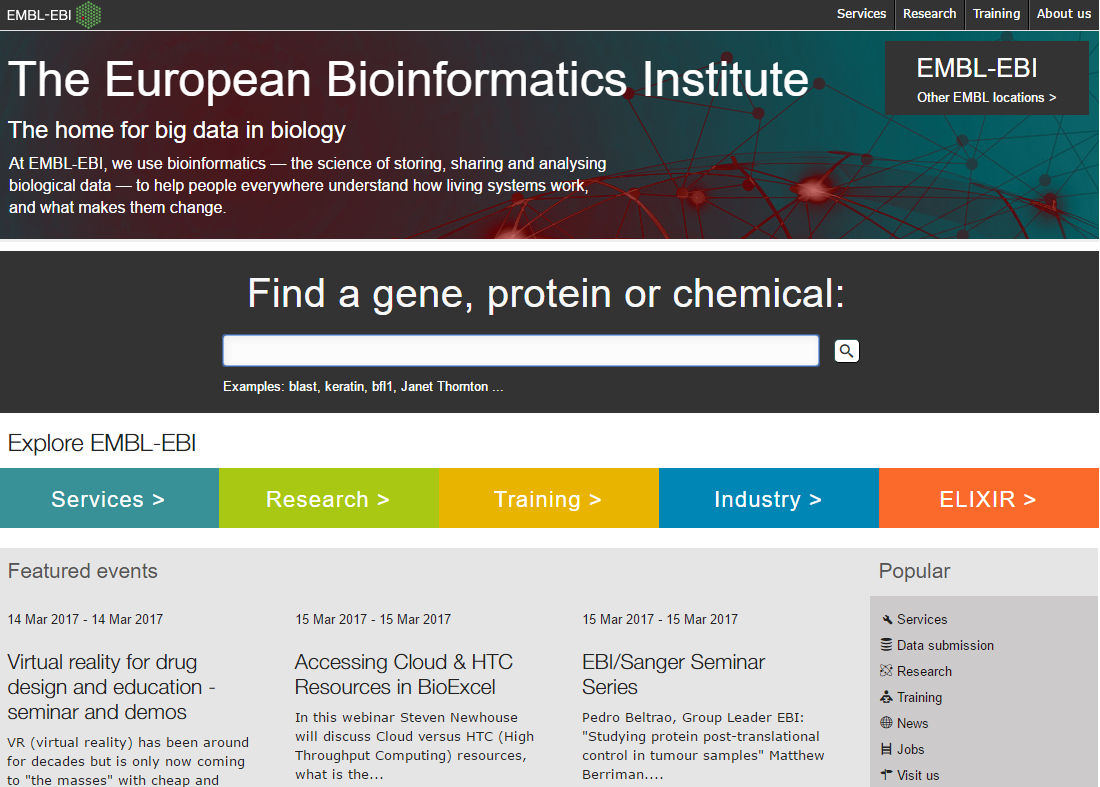 EMBL-EBI
Services
Research
Training
About us
The European Bioinformatics Institute
EMBL-EBI
Other EMBL locations >
The home for big data in biology
At EMBL-EBI, we use bioinformatics — the science of storing, sharing and analysing
biological data — to help people everywhere understand how living systems work,
and what makes them change.
Find a gene, protein or chemical:
Examples: blast, keratin, bfl1, Janet Thornton ...
Explore EMBL-EBI
Services >
Research >
Training >
Industry >
ELIXIR >
Featured events
14 Mar 2017 - 14 Mar 2017
Virtual reality for drug
design and education -
seminar and demos
VR (virtual reality) has been around
for decades but is only now coming
to "the masses" with cheap and
15 Mar 2017 - 15 Mar 2017
Accessing Cloud & HTC
Resources in BioExcel
In this webinar Steven Newhouse
will discuss Cloud versus HTC (High
Throughput Computing) resources,
what is the...
15 Mar 2017 - 15 Mar 2017
EBI/Sanger Seminar
Series
Pedro Beltrao, Group Leader EBI:
"Studying protein post-translational
control in tumour samples" Matthew
Berriman....
Popular
Services
Data submission
Research
Training
News
Jobs
Visit us